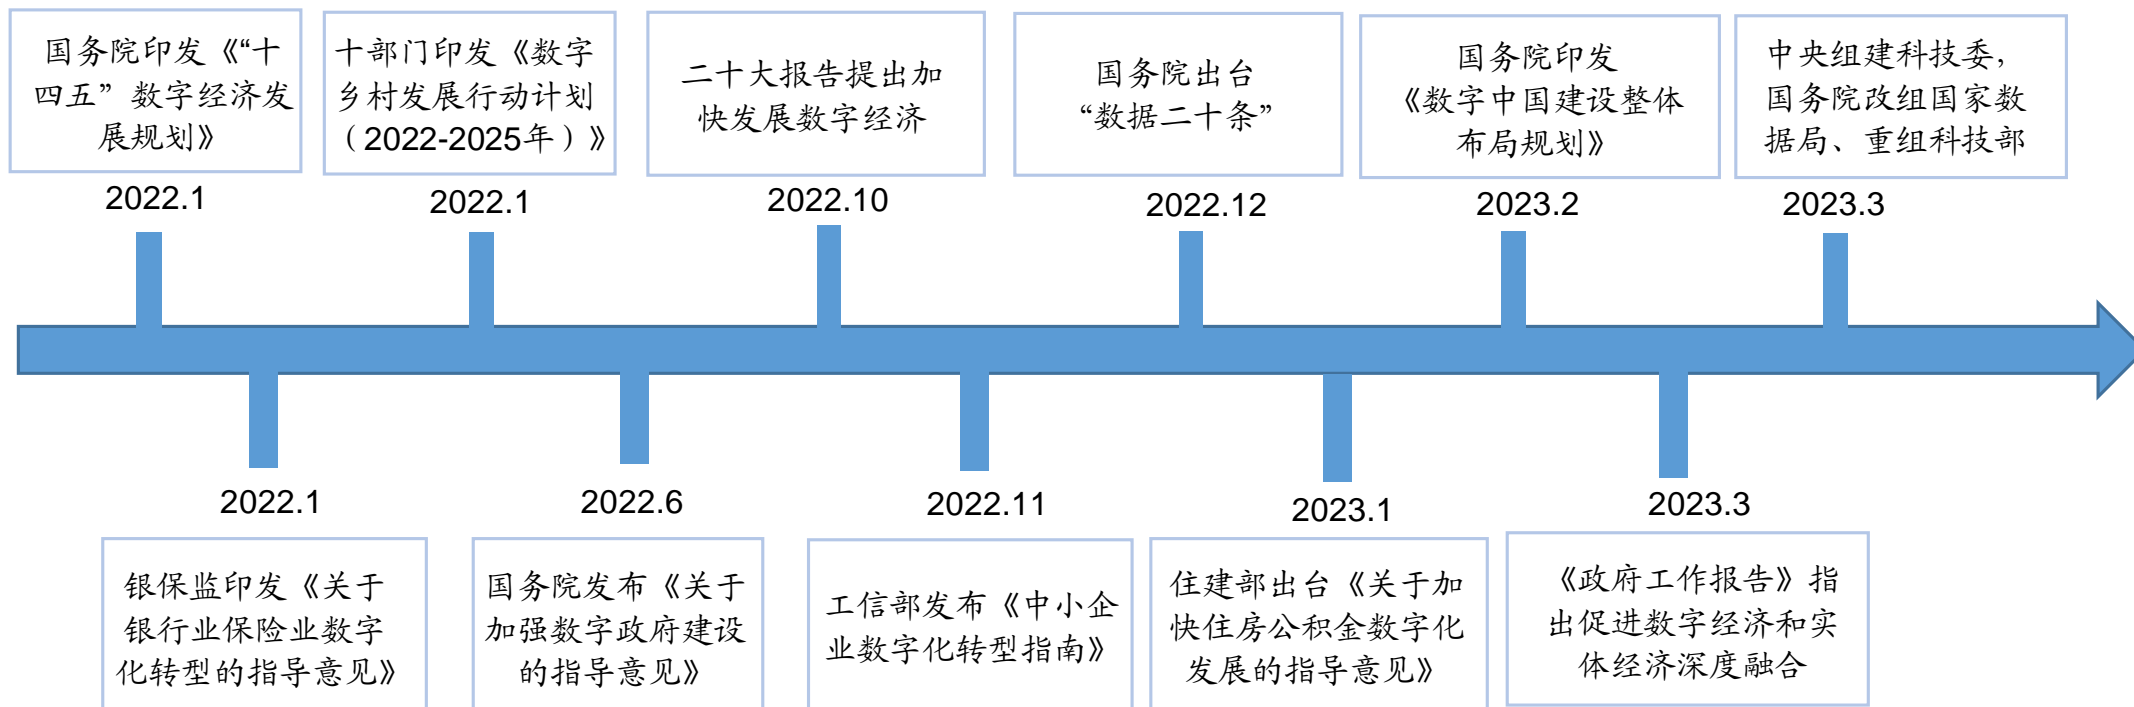 国务院印发《“十
四五”数字经济发
展规划》
十部门印发《数字
乡村发展行动计划
（2022-2025年）》
二十大报告提出加
快发展数字经济
国务院出台
“数据二十条”
国务院印发
《数字中国建设整体
布局规划》
中央组建科技委，
国务院改组国家数
据局、重组科技部
2022.1
2022.1
2022.10
2022.12
2023.2
2023.3
2022.1
2022.6
2022.11
2023.1
2023.3
银保监印发《关于
银行业保险业数字
化转型的指导意见》
国务院发布《关于
加强数字政府建设
的指导意见》
工信部发布《中小企
业数字化转型指南》
住建部出台《关于加
快住房公积金数字化
发展的指导意见》
《政府工作报告》指
出促进数字经济和实
体经济深度融合